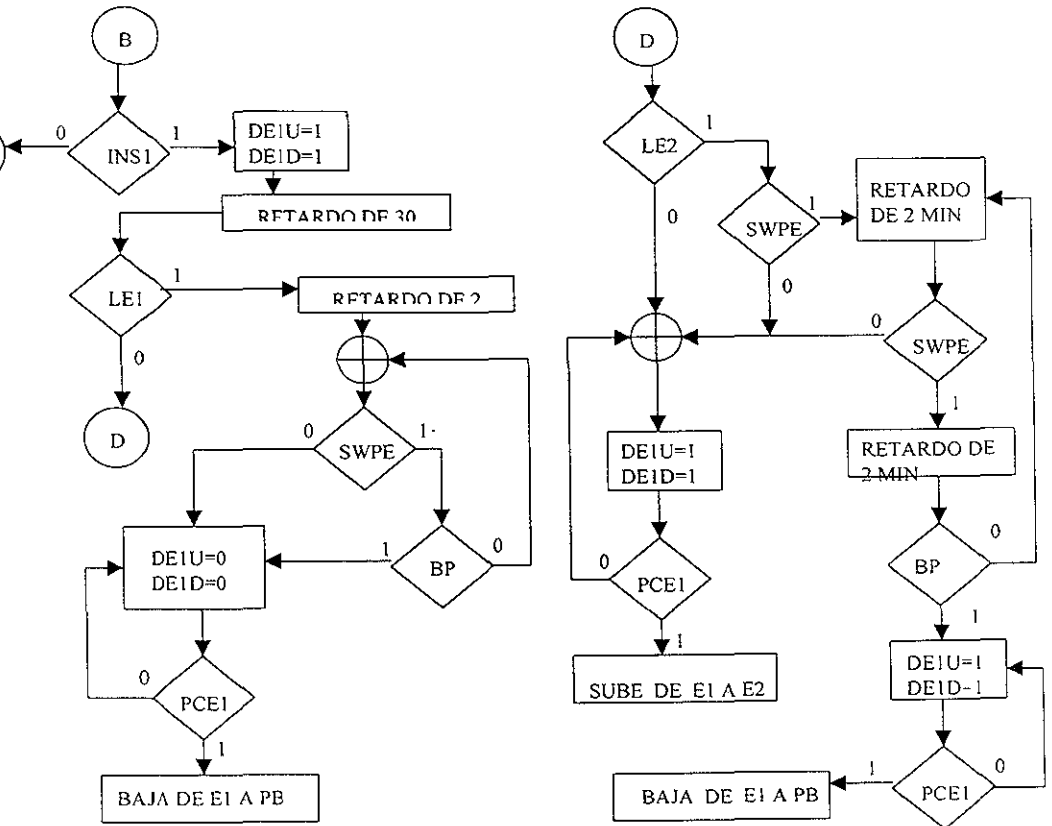 B
0
INS1
1
DE1U=1
DE1D=1
RETARDO DE 30
LE1
1
RETARDO DE 2
0
D
0
SWPE
1
DE1U=0
DE1D=0
1
BP
0
0
PCE1
1
BAJA DE E1 A PB
D
LE2
1
0
SWPE
1
RETARDO
DE 2 MIN
0
0
SWPE
1
DE1U=1
DE1D=1
RETARDO DE
2 MIN
0
PCE1
BP
0
1
1
SUBE DE E1 A E2
DE1U=1
DE1D=1
1
BAJA DE E1 A PB
PCE1
0